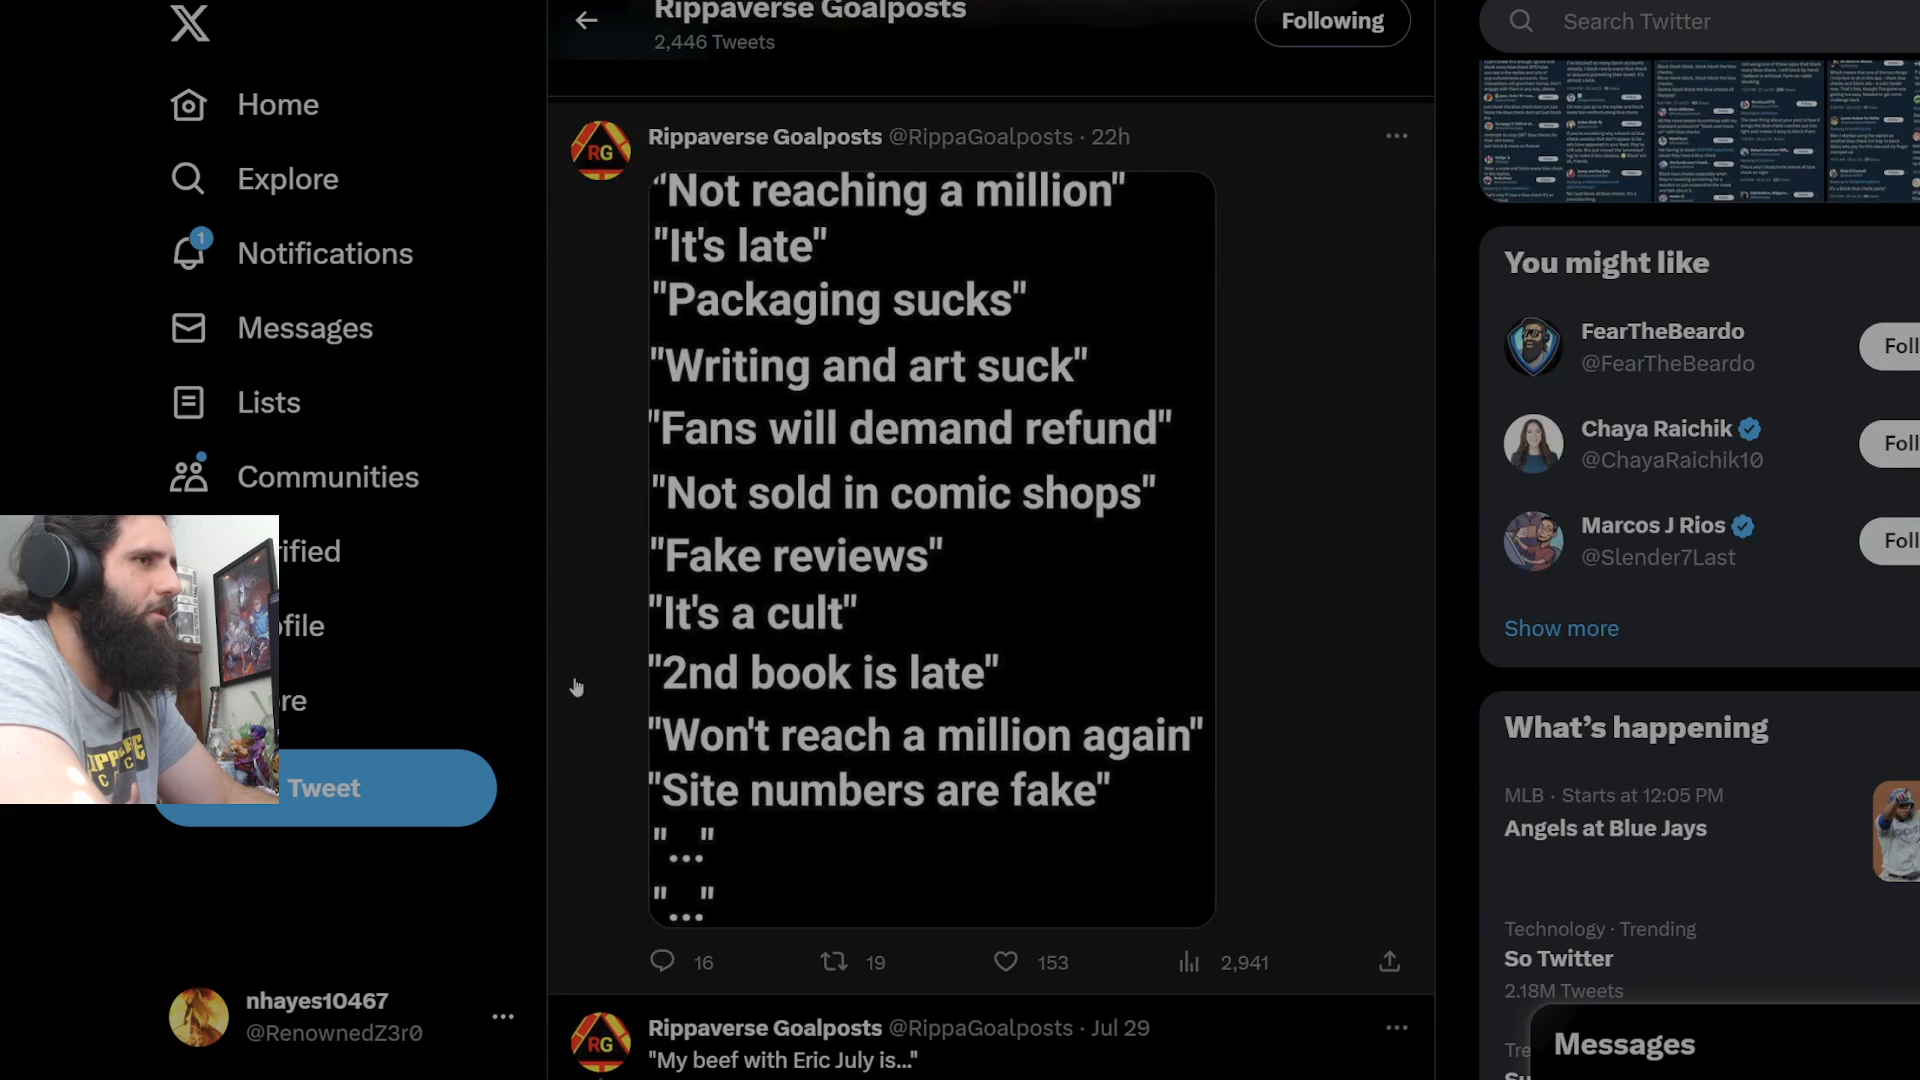 Rippaverse Goalposts
2,446 Tweets
Following
Search Twitter
Home
Explore
1
Notifications
Messages
Lists
Communities
Tweet
nhayes10467
@RenownedZ3r0
RG
Rippaverse Goalposts @RippaGoalposts · 22h
"Not reaching a million"
"It's late"
"Packaging sucks"
"Writing and art suck"
"Fans will demand refund"
"Not sold in comic shops"
"Fake reviews"
"It's a cult"
"2nd book is late"
"Won't reach a million again"
"Site numbers are fake"
"..."
"..."
16 19 153 2,941
RG
Rippaverse Goalposts @RippaGoalposts · Jul 29
"My beef with Eric July is..."
You might like
FearTheBeardo
@FearTheBeardo
Foll
Chaya Raichik
@ChayaRaichik10
Foll
Marcos J Rios
@Slender7Last
Foll
Show more
What's happening
MLB · Starts at 12:05 PM
Angels at Blue Jays
Technology · Trending
So Twitter
2.18M Tweets
Messages